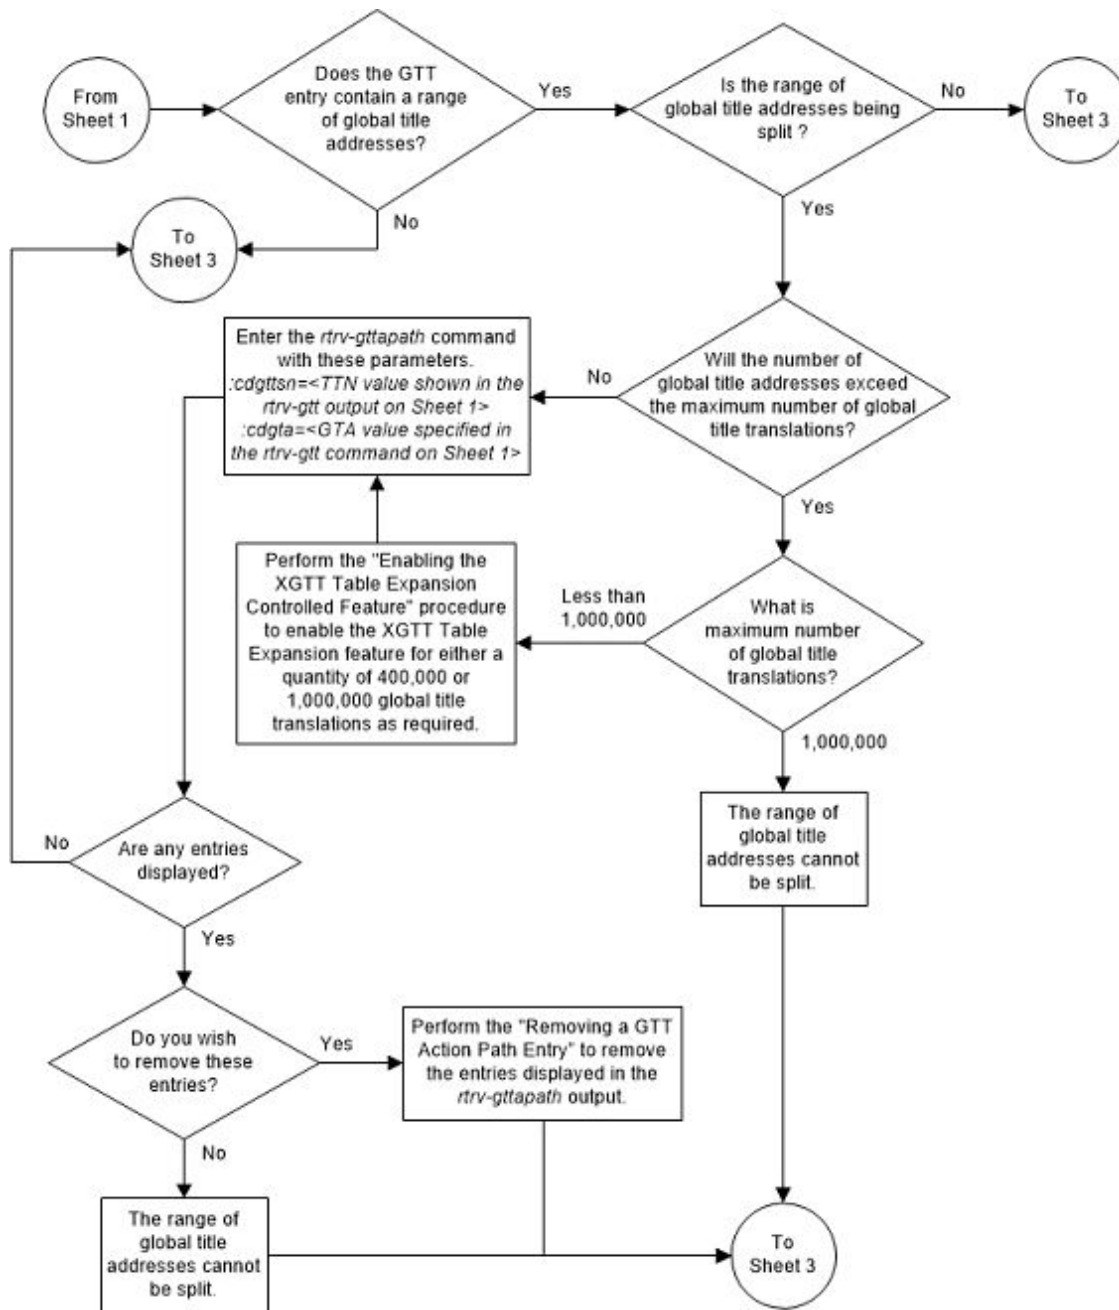 From
Sheet 1
Does the GTT
entry contain a range
of global title
addresses?
Yes
Is the range of
global title addresses being
split ?
No
To
Sheet 3
No
Yes
To
Sheet 3
Enter the rtrv-gttapath command
with these parameters.
:cdgttsn=<TTN value shown in the
rtrv-gtt output on Sheet 1>
:cdgta=<GTA value specified in
the rtrv-gtt command on Sheet 1>
No
Will the number of
global title addresses exceed
the maximum number of global
title translations?
Yes
Perform the "Enabling the
XGTT Table Expansion
Controlled Feature" procedure
to enable the XGTT Table
Expansion feature for either a
quantity of 400,000 or
1,000,000 global title
translations as required.
Less than
1,000,000
What is
maximum number
of global title
translations?
1,000,000
The range of
global title
addresses cannot
be split.
No
Are any entries
displayed?
Yes
Do you wish
to remove these
entries?
Yes
Perform the "Removing a GTT
Action Path Entry" to remove
the entries displayed in the
rtrv-gttapath output.
No
The range of
global title
addresses cannot
be split.
To
Sheet 3